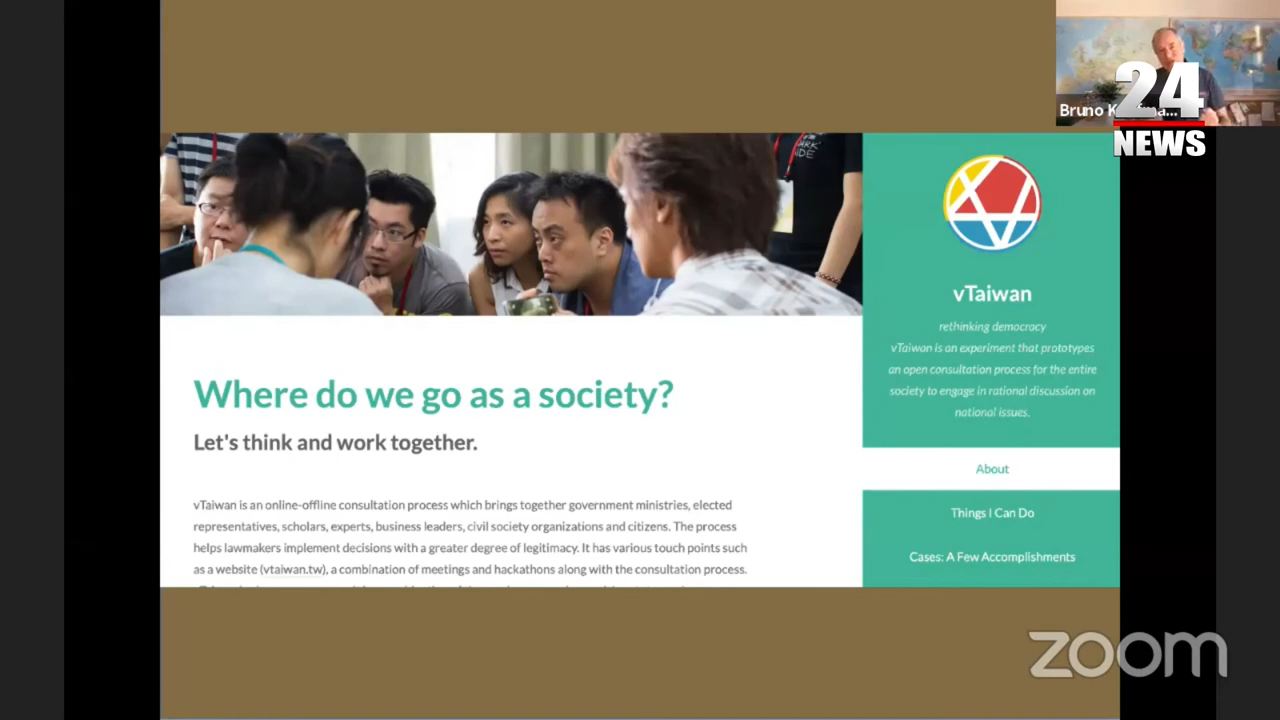 24
Bruno K
NEWS
vTaiwan
rethinking democracy
vTaiwan is an experiment that prototypes
an open consultation process for the entire
society to engage in rational discussion on
national issues.
Where do we go as a society?
Let's think and work together.
About
vTaiwan is an online-offline consultation process which brings together government ministries, elected
representatives, scholars, experts, business leaders, civil society organizations and citizens. The process
helps lawmakers implement decisions with a greater degree of legitimacy. It has various touch points such
as a website (vtaiwan.tw), a combination of meetings and hackathons along with the consultation process.
Things I Can Do
Cases: A Few Accomplishments
zoom